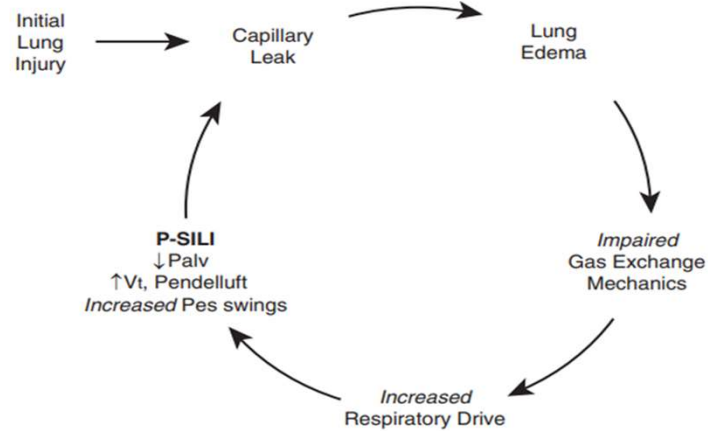 Initial
Lung
Injury
Capillary
Leak
Lung
Edema
Impaired
Gas Exchange
Mechanics
Increased
Respiratory Drive
P-SILI
↓Palv
↑Vt, Pendelluft
Increased Pes swings